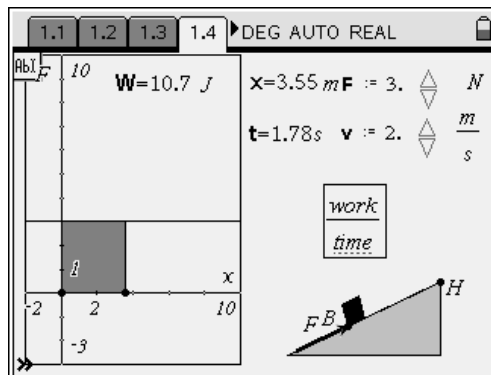 1.1 1.2 1.3 1.4 DEG AUTO REAL
AbI F 10
W=10.7 J
x=3.55 m F := 3. N
t=1.78s v := 2. m
s
work
time
1
x
-2 2 10
-3
H
F B